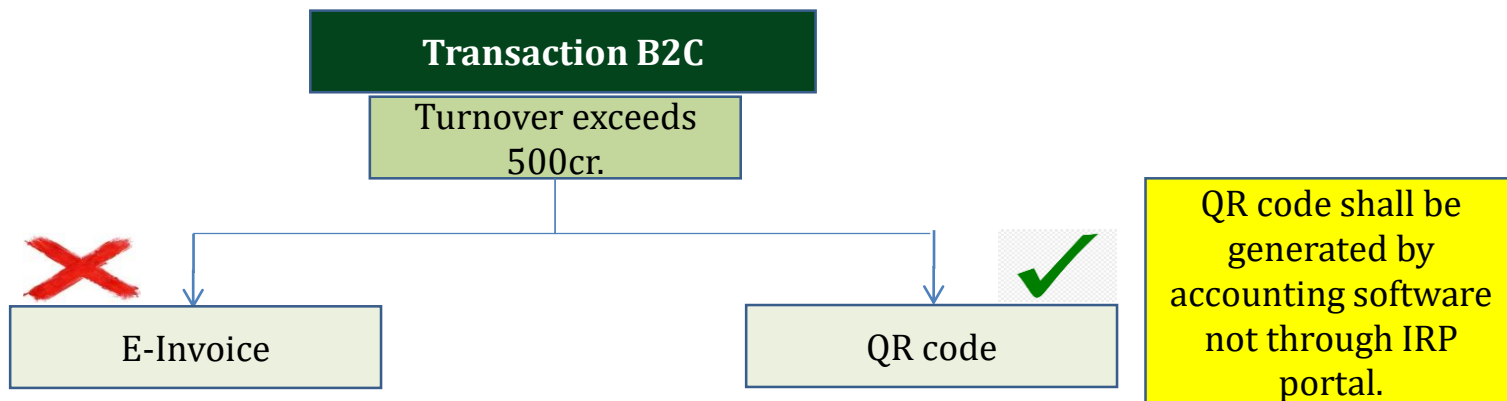 Transaction B2C
Turnover exceeds
500cr.
E-Invoice
QR code
QR code shall be
generated by
accounting software
not through IRP
portal.